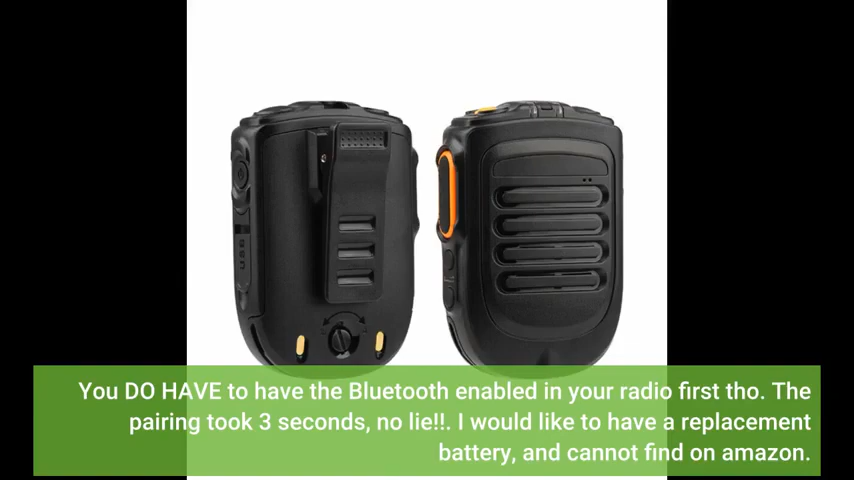 USB
You DO HAVE to have the Bluetooth enabled in your radio first tho. The
pairing took 3 seconds, no lie!!. I would like to have a replacement
battery, and cannot find on amazon.